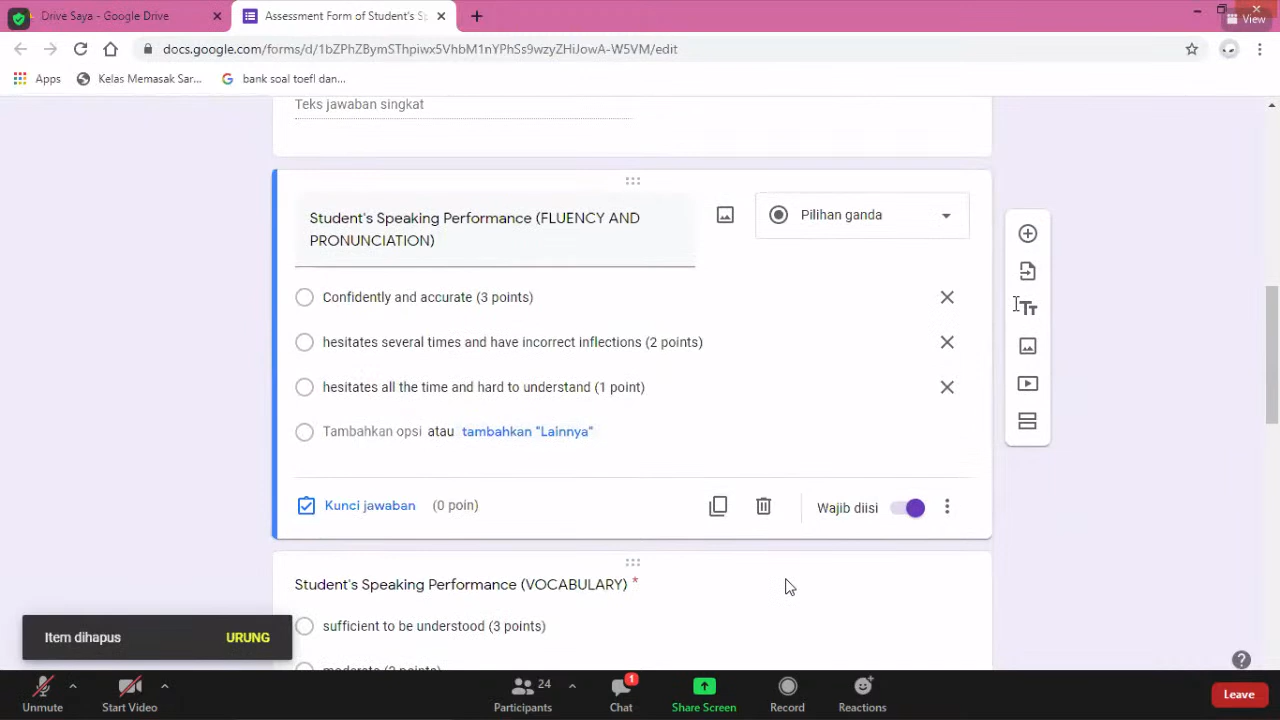 Drive Saya - Google Drive
Assessment Form of Student's S
View
docs.google.com/forms/d/1bZPhZBymSThpiwx5VhbM1nYPhSs9wzyZHiJowA-W5VM/edit
Apps
Kelas Memasak Sar...
bank soal toefl dan...
Teks jawaban singkat
Student's Speaking Performance (FLUENCY AND
PRONUNCIATION)
Pilihan ganda
Confidently and accurate (3 points)
hesitates several times and have incorrect inflections (2 points)
hesitates all the time and hard to understand (1 point)
Tambahkan opsi atau tambahkan "Lainnya"
Kunci jawaban (0 poin)
Wajib diisi
Student's Speaking Performance (VOCABULARY) *
sufficient to be understood (3 points)
moderate (2 points)
Item dihapus URUNG
Tт
24
1
Unmute
Start Video
Participants
Chat
Share Screen
Record
Reactions
Leave